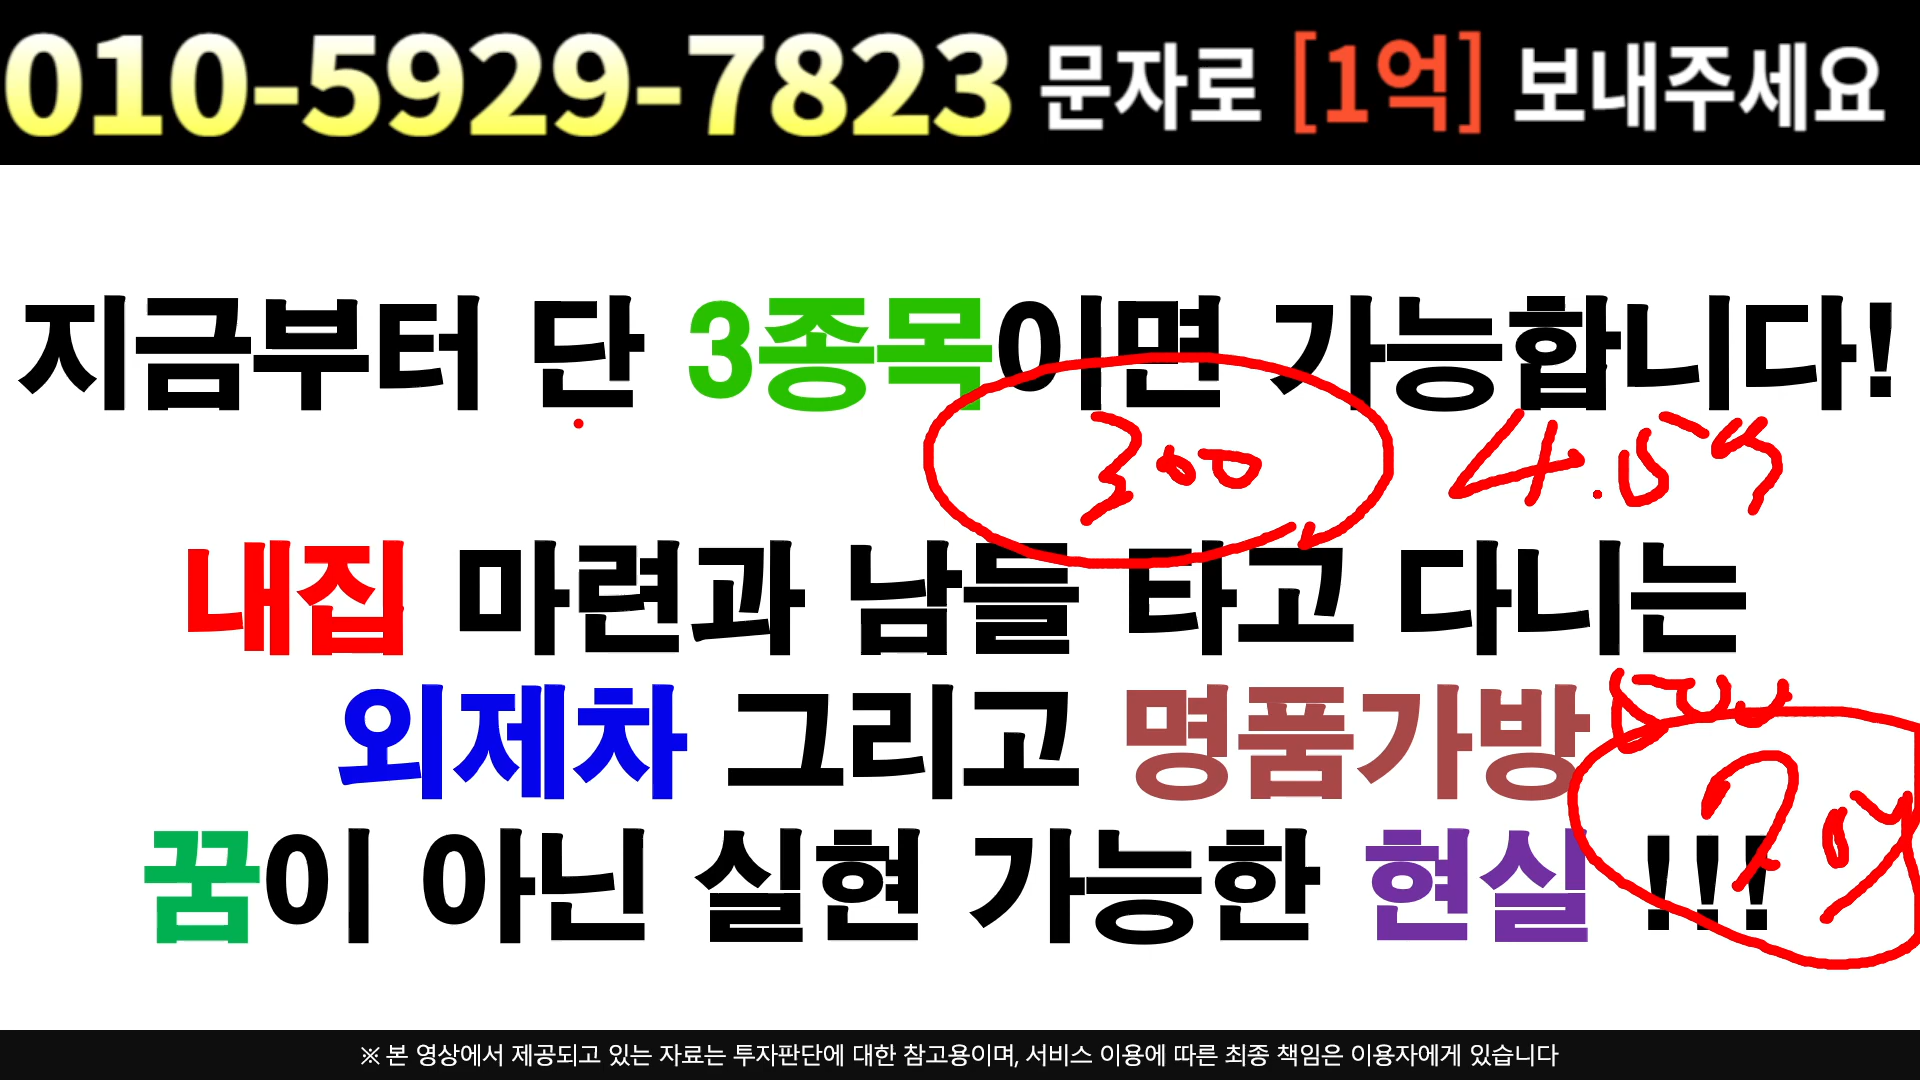 010-5929-7823 문자로 [1억] 보내주세요
지금부터 단 3종목이면 가능합니다!
300 4.5억
내집 마련과 남들 타고 다니는
500
외제차 그리고 명품가방
꿈이 아닌 실현 가능한 현실 !!!
※ 본 영상에서 제공되고 있는 자료는 투자판단에 대한 참고용이며, 서비스 이용에 따른 최종 책임은 이용자에게 있습니다